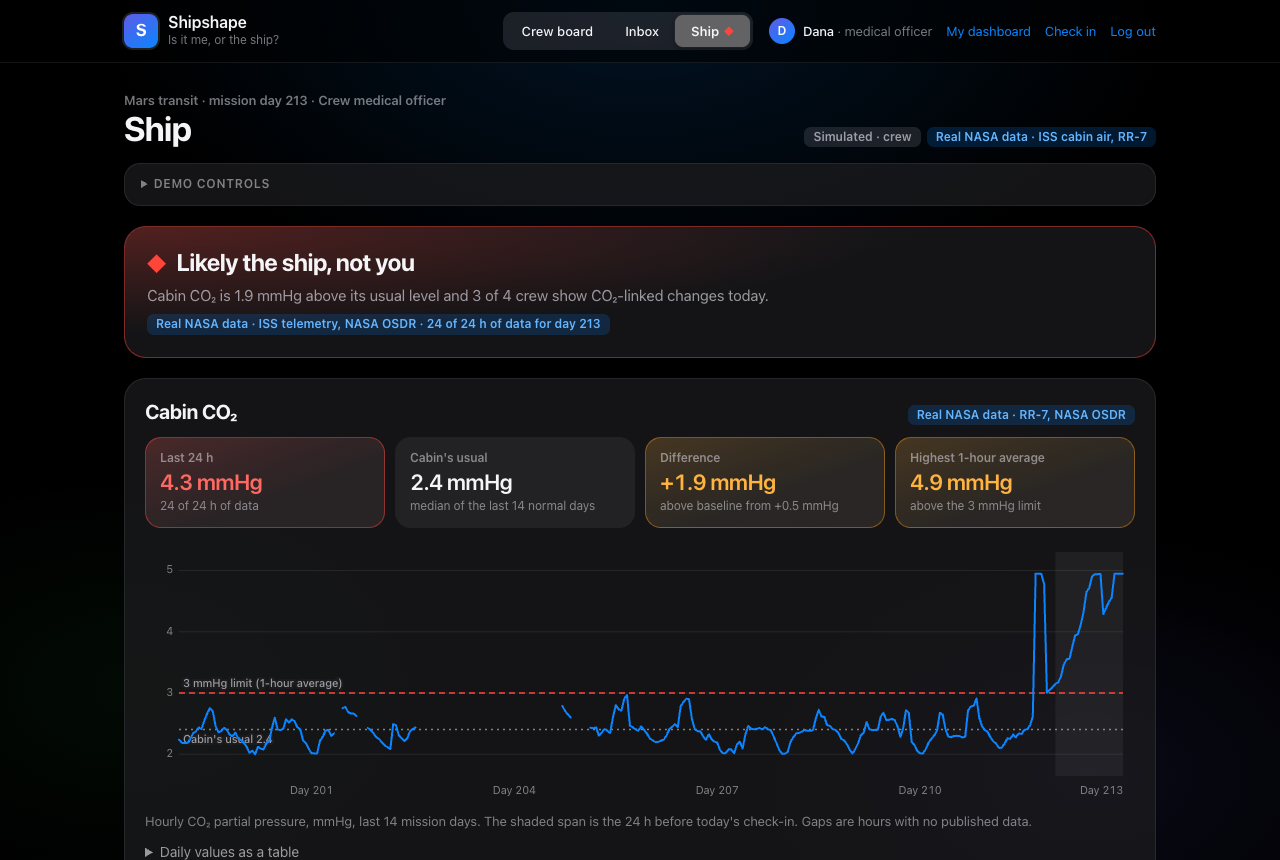 S
Shipshape
Is it me, or the ship?
Crew board
Inbox
Ship
D
Dana · medical officer
My dashboard
Check in
Log out
Mars transit · mission day 213 · Crew medical officer
Ship
Simulated · crew
Real NASA data · ISS cabin air, RR-7
DEMO CONTROLS
Likely the ship, not you
Cabin CO₂ is 1.9 mmHg above its usual level and 3 of 4 crew show CO₂-linked changes today.
Real NASA data · ISS telemetry, NASA OSDR · 24 of 24 h of data for day 213
Cabin CO₂
Real NASA data · RR-7, NASA OSDR
Last 24 h
4.3 mmHg
24 of 24 h of data
Cabin's usual
2.4 mmHg
median of the last 14 normal days
Difference
+1.9 mmHg
above baseline from +0.5 mmHg
Highest 1-hour average
4.9 mmHg
above the 3 mmHg limit
5
4
3
2
3 mmHg limit (1-hour average)
Cabin's usual 2.4
Day 201
Day 204
Day 207
Day 210
Day 213
Hourly CO₂ partial pressure, mmHg, last 14 mission days. The shaded span is the 24 h before today's check-in. Gaps are hours with no published data.
Daily values as a table